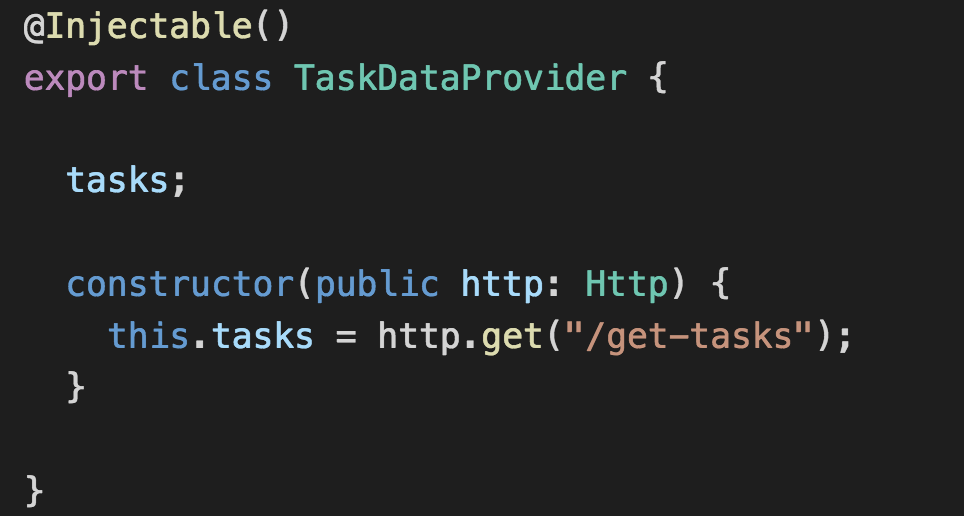 @Injectable()
export class TaskDataProvider {
tasks;
constructor(public http: Http) {
this.tasks = http.get("/get-tasks");
}
}